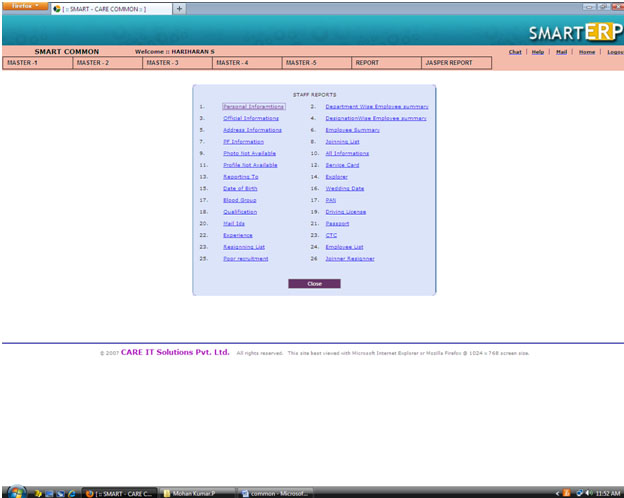 Firefox
[ :: SMART - CARE COMMON :: ]
+
SMARTERP
SMART COMMON Welcome :: HARIHARAN S
Chat | Help | Mail | Home | Logout
MASTER -1 MASTER - 2 MASTER - 3 MASTER - 4 MASTER -5 REPORT JASPER REPORT
STAFF REPORTS
1. Personal Inforamtions 2. Department Wise Employee summary
3. Official Informations 4. DesignationWise Employee summary
5. Address Informations 6. Employee Summary
7. PF Information 8. Joinning List
9. Photo Not Available 10. All Informations
11. Profile Not Available 12. Service Card
13. Reporting To 14. Explorer
15. Date of Birth 16. Wedding Date
17. Blood Group 17. PAN
18. Qualification 19. Driving License
20. Mail Ids 21. Passport
22. Experience 23. CTC
23. Resignning List 24. Employee List
25. Poor recruitment 26 Joinner Resignner
Close
© 2007 CARE IT Solutions Pvt. Ltd. All rights reserved. This site best viewed with Microsoft Internet Explorer or Mozilla Firefox @ 1024 x 768 screen size.
[ :: SMART - CARE C... Mohan Kumar.P common - Microsof... 11:52 AM